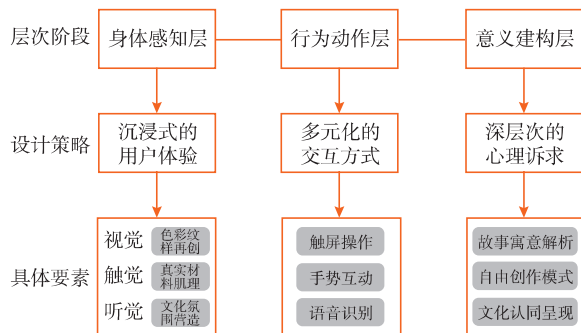 层次阶段 身体感知层 行为动作层 意义建构层
设计策略
沉浸式的
用户体验
多元化的
交互方式
深层次的
心理诉求
具体要素
视觉
色彩纹
样再创
触觉
真实材
料肌理
听觉
文化氛
围营造
触屏操作
手势互动
语音识别
故事寓意解析
自由创作模式
文化认同呈现